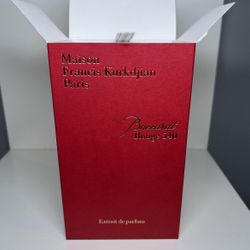 Maison
Francis Kurkdjian
Paris
Baccarat
Rouge 540
Extrait de parfum